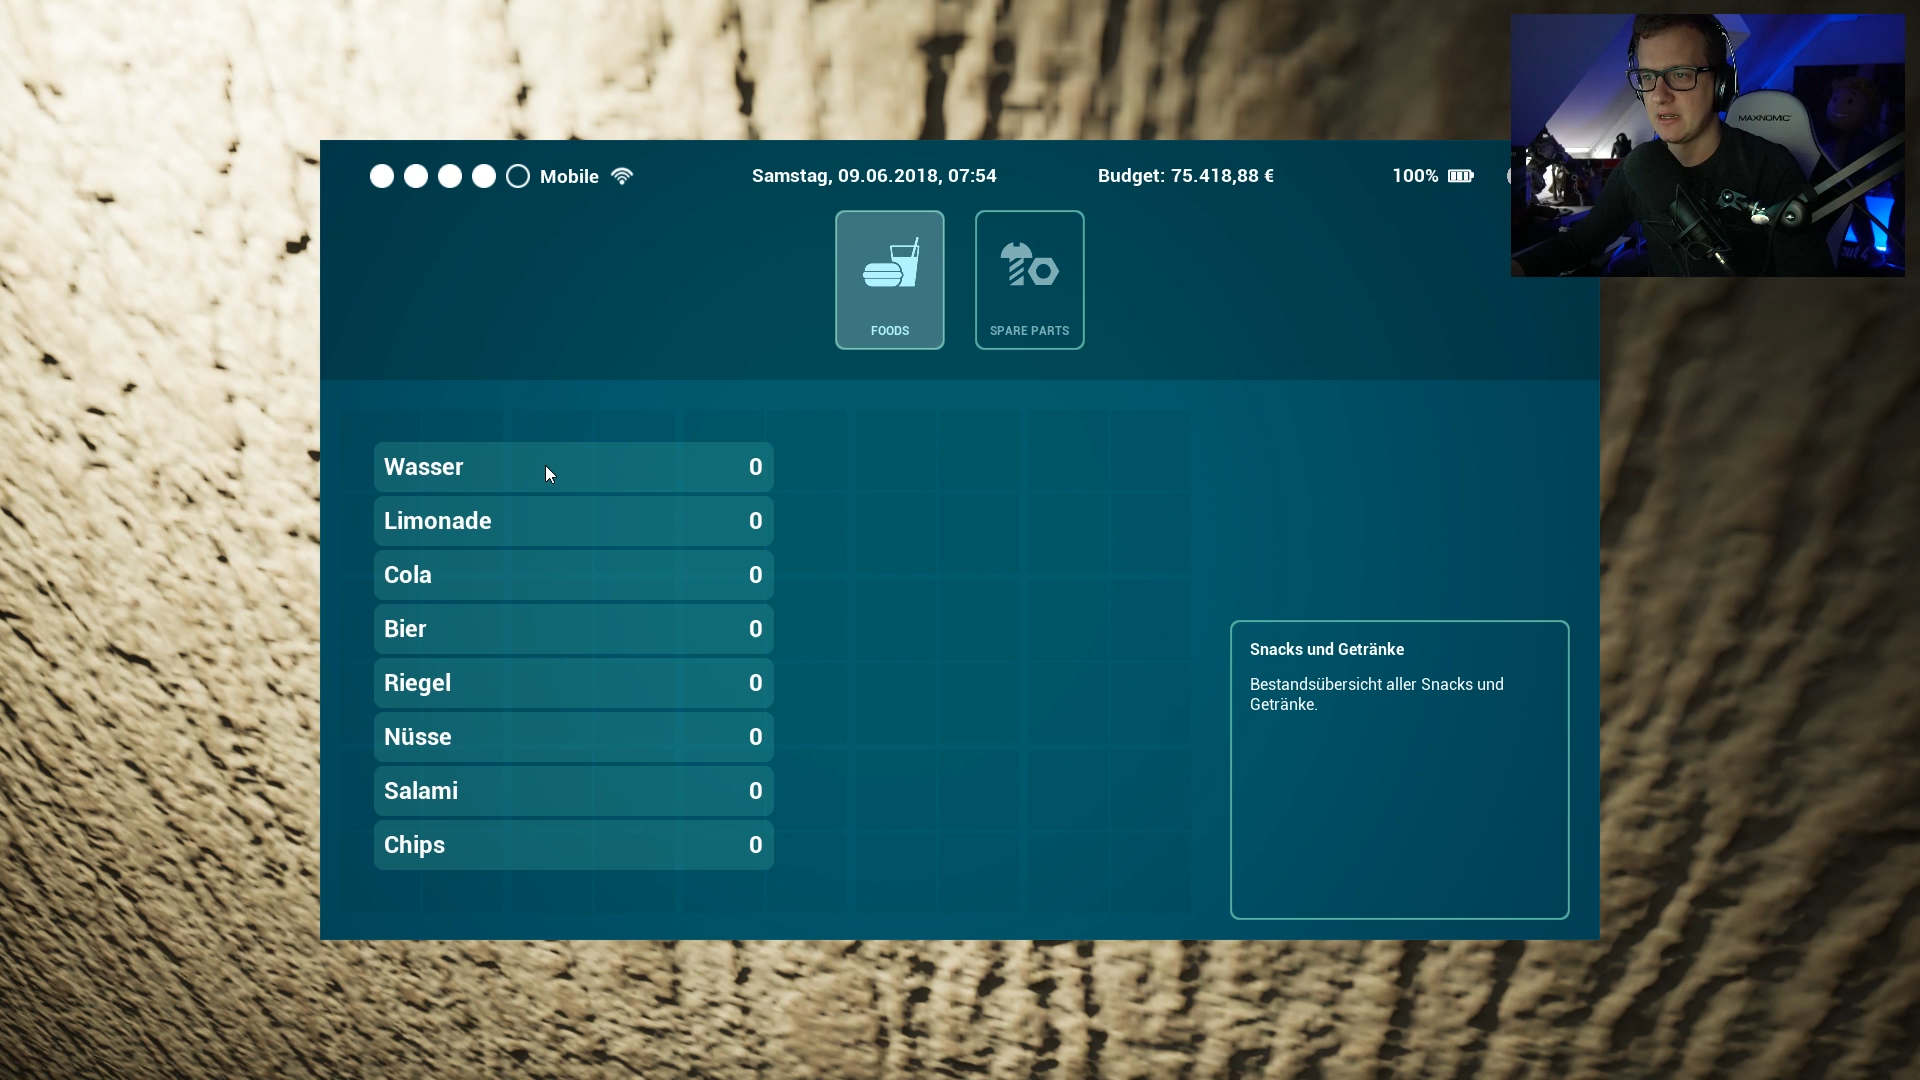 Mobile
Samstag, 09.06.2018, 07:54
Budget: 75.418,88 €
100%
MAXNOMIC
FOODS
SPARE PARTS
Wasser 0
Limonade 0
Cola 0
Bier 0
Riegel 0
Nüsse 0
Salami 0
Chips 0
Snacks und Getränke
Bestandsübersicht aller Snacks und
Getränke.